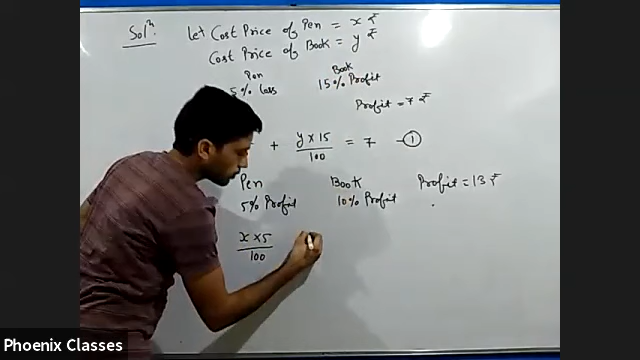 Solⁿ. Let Cost Price of Pen = x ₹
Cost Price of Book = y ₹
Pen Book
5% Loss 15% Profit
Profit = 7 ₹
+ y × 15 / 100 = 7 — ①
Pen Book Profit = 13 ₹
5% Profit 10% Profit
x × 5 / 100
Phoenix Classes